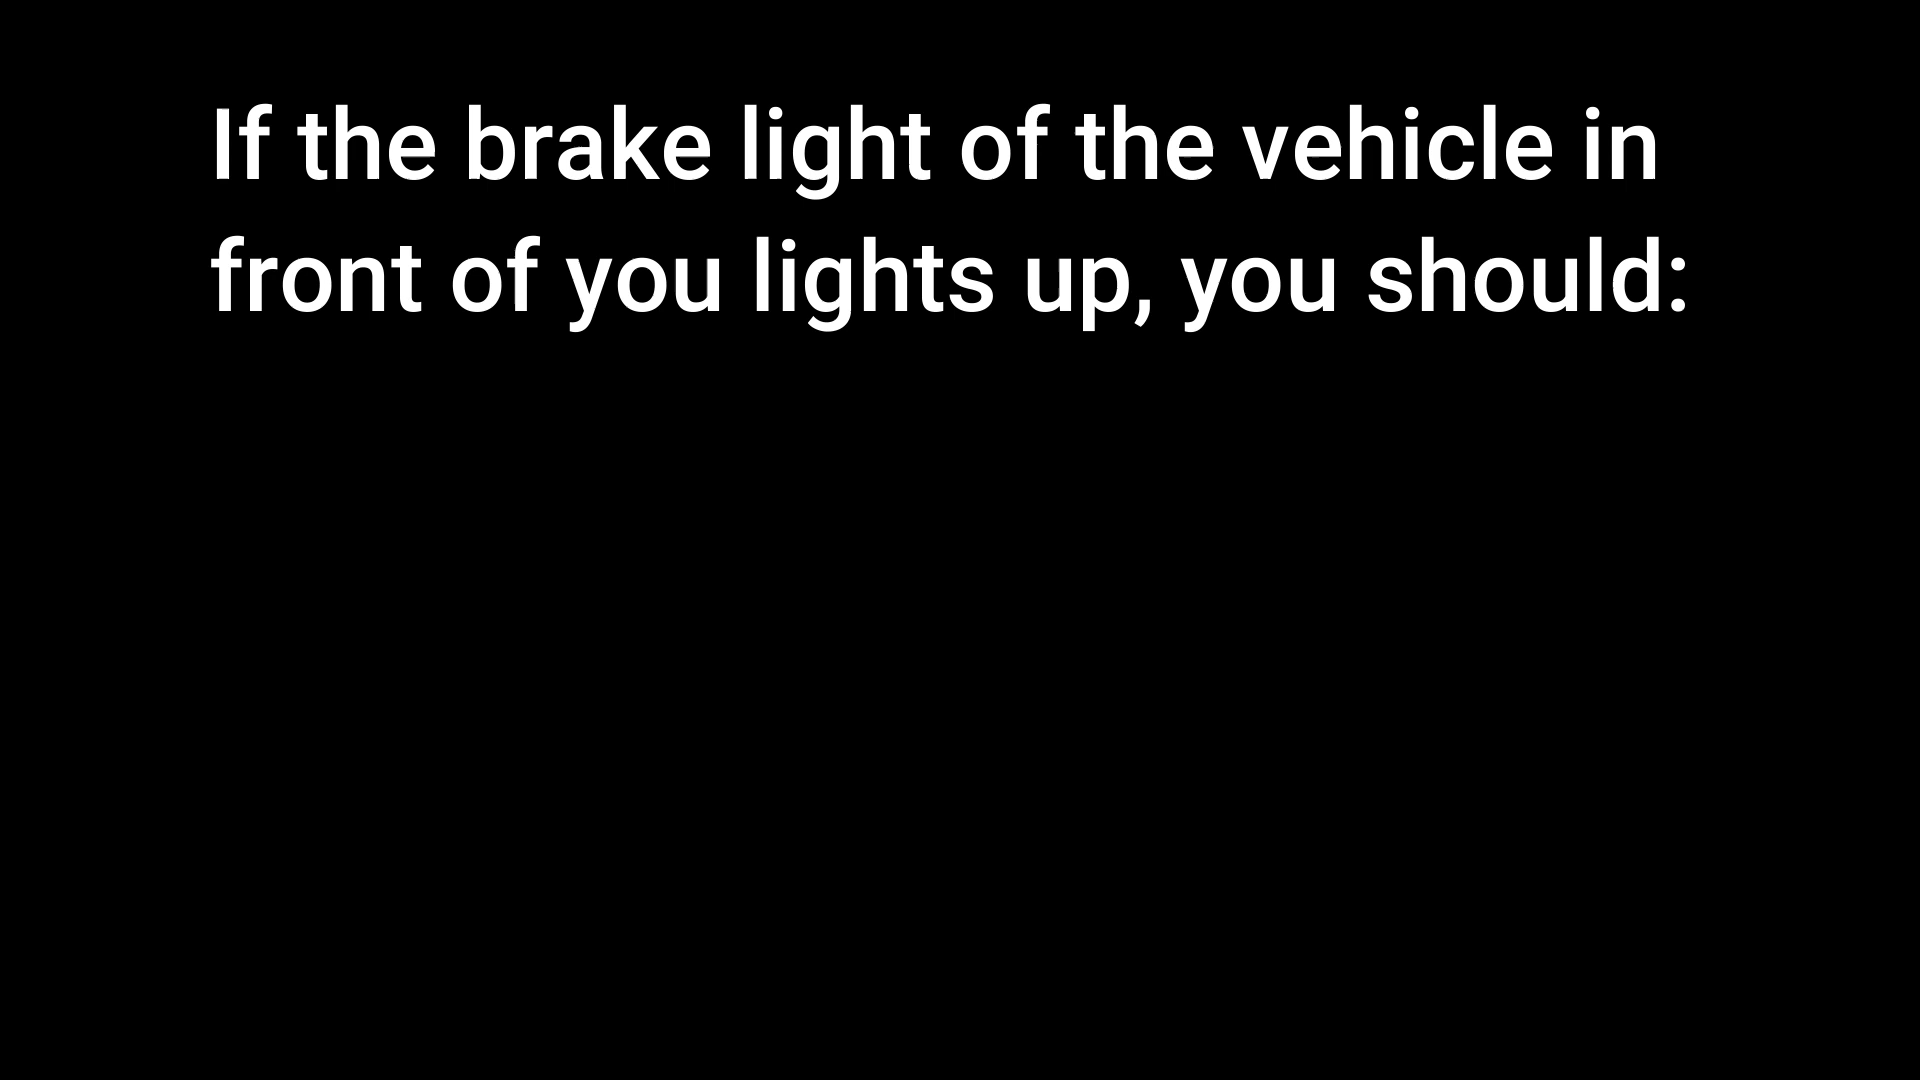 If the brake light of the vehicle in
front of you lights up, you should: